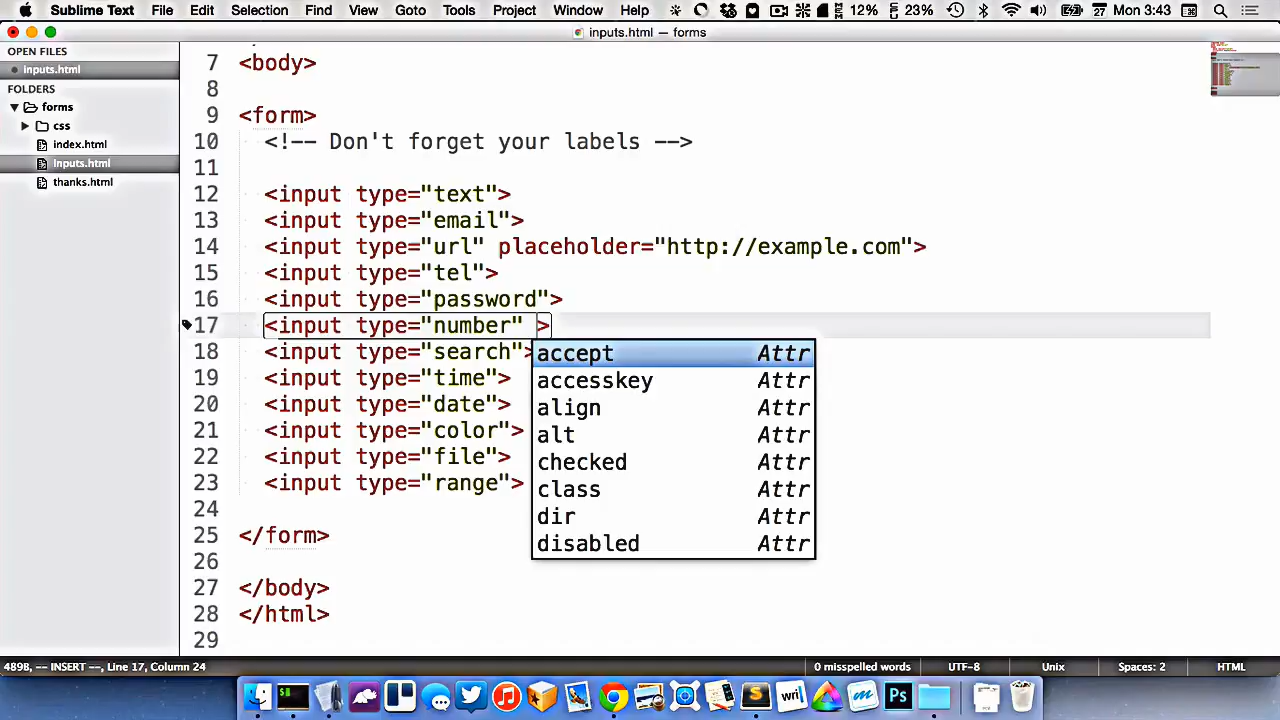 Sublime Text File Edit Selection Find View Goto Tools Project Window Help 12% 23% 27 Mon 3:43
inputs.html — forms
OPEN FILES
inputs.html
FOLDERS
forms
css
index.html
inputs.html
thanks.html
7 <body>
8
9 <form>
10 <!-- Don't forget your labels -->
11
12 <input type="text">
13 <input type="email">
14 <input type="url" placeholder="http://example.com">
15 <input type="tel">
16 <input type="password">
17 <input type="number" >
18 <input type="search">
19 <input type="time">
20 <input type="date">
21 <input type="color">
22 <input type="file">
23 <input type="range">
24
25 </form>
26
27 </body>
28 </html>
29
accept Attr
accesskey Attr
align Attr
alt Attr
checked Attr
class Attr
dir Attr
disabled Attr
489B, -- INSERT --, Line 17, Column 24 0 misspelled words UTF-8 Unix Spaces: 2 HTML
wri Ps